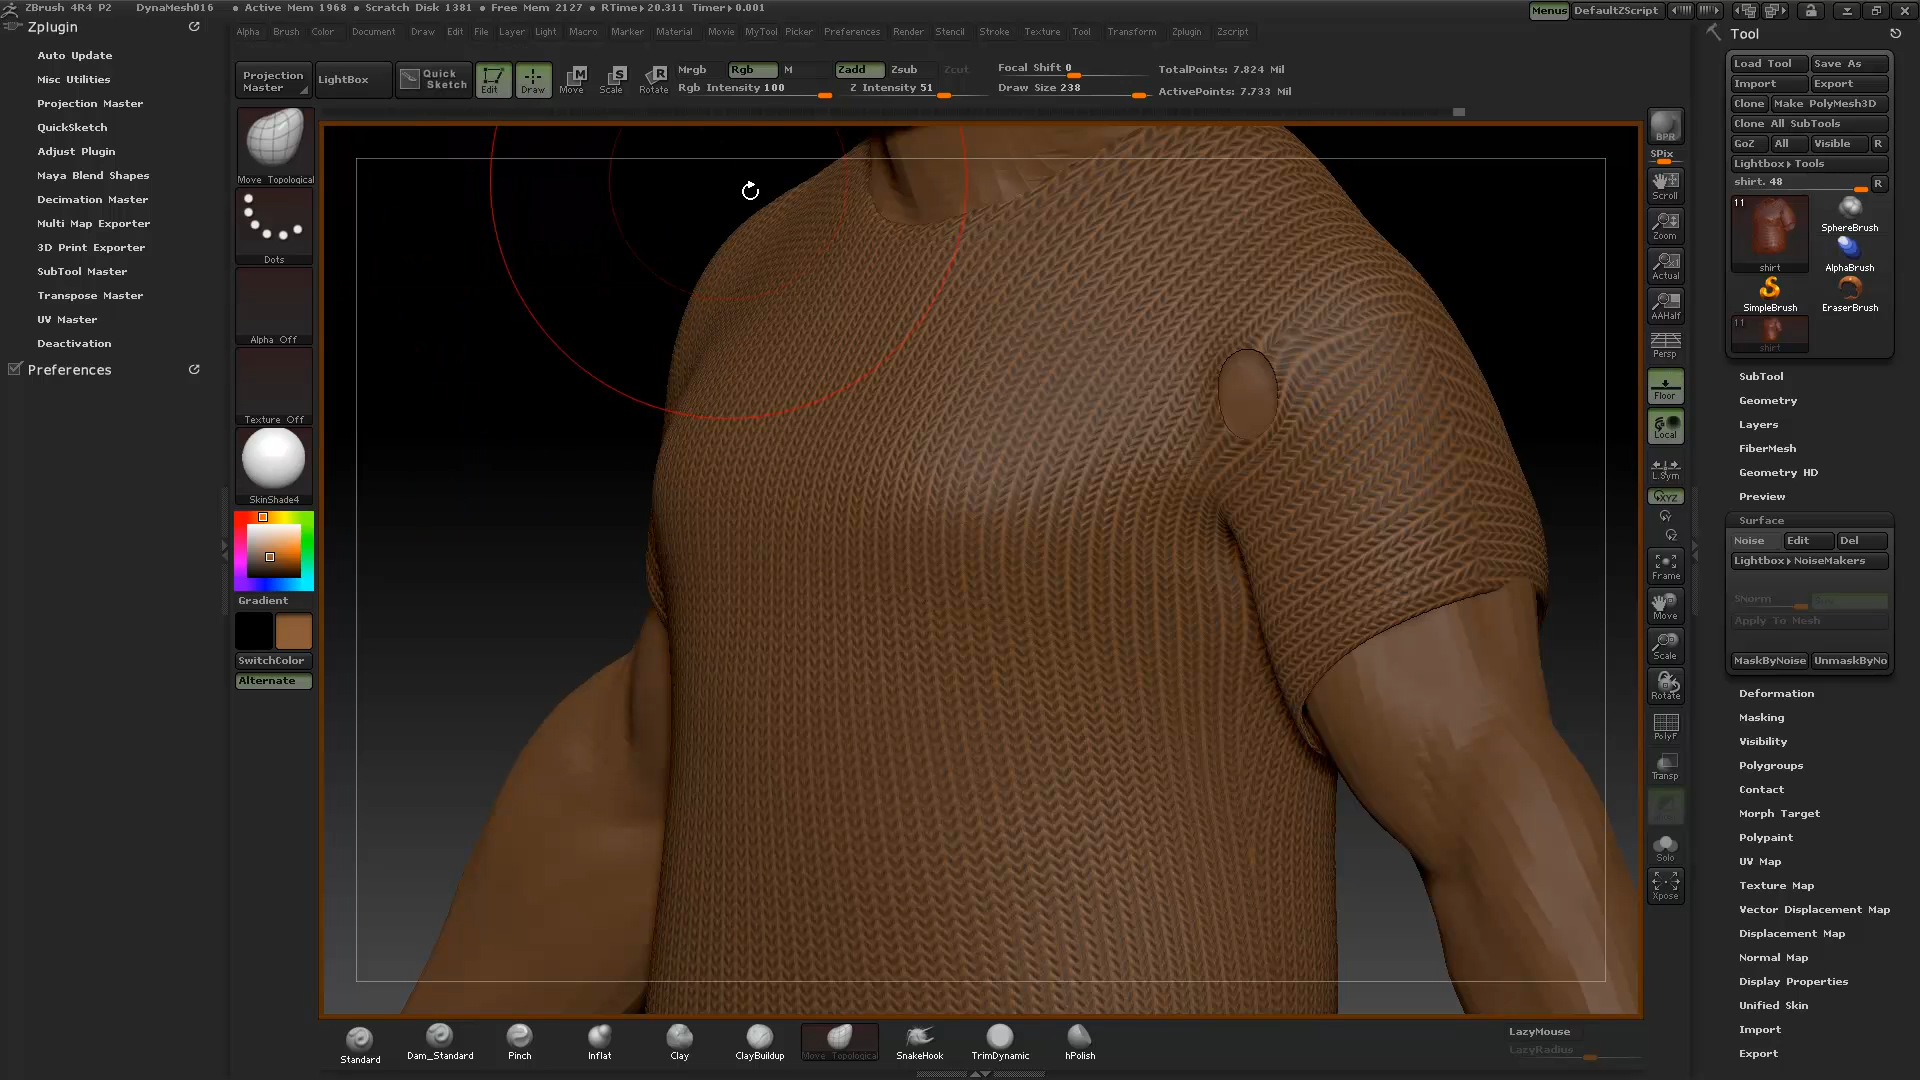 ZBrush 4R4 P2 DynaMesh016 • Active Mem 1968 • Scratch Disk 1381 • Free Mem 2127 • RTime▸20.311 Timer▸0.001
Menus DefaultZScript
Zplugin
Auto Update
Misc Utilities
Projection Master
QuickSketch
Adjust Plugin
Maya Blend Shapes
Decimation Master
Multi Map Exporter
3D Print Exporter
SubTool Master
Transpose Master
UV Master
Deactivation
Preferences
Alpha Brush Color Document Draw Edit File Layer Light Macro Marker Material Movie MyTool Picker Preferences Render Stencil Stroke Texture Tool Transform Zplugin Zscript
Projection Master
LightBox
Quick Sketch
Edit
Draw
Move
Scale
Rotate
Mrgb Rgb M
Rgb Intensity 100
Zadd Zsub Zcut
Z Intensity 51
Focal Shift 0
Draw Size 238
TotalPoints: 7.824 Mil
ActivePoints: 7.733 Mil
Move Topological
Dots
Alpha Off
Texture Off
SkinShade4
Gradient
SwitchColor
Alternate
BPR
SPix
Scroll
Zoom
Actual
AAHalf
Persp
Floor
Local
L.Sym
XYZ
Frame
Move
Scale
Rotate
PolyF
Transp
Solo
Xpose
Tool
Load Tool Save As
Import Export
Clone Make PolyMesh3D
Clone All SubTools
GoZ All Visible R
Lightbox▸Tools
shirt. 48 R
11
shirt
SphereBrush
AlphaBrush
SimpleBrush
EraserBrush
11
shirt
SubTool
Geometry
Layers
FiberMesh
Geometry HD
Preview
Surface
Noise Edit Del
Lightbox▸NoiseMakers
SNorm
Apply To Mesh
MaskByNoise UnmaskByNo
Deformation
Masking
Visibility
Polygroups
Contact
Morph Target
Polypaint
UV Map
Texture Map
Vector Displacement Map
Displacement Map
Normal Map
Display Properties
Unified Skin
Import
Export
Standard Dam_Standard Pinch Inflat Clay ClayBuildup Move Topological SnakeHook TrimDynamic hPolish
LazyMouse
LazyRadius